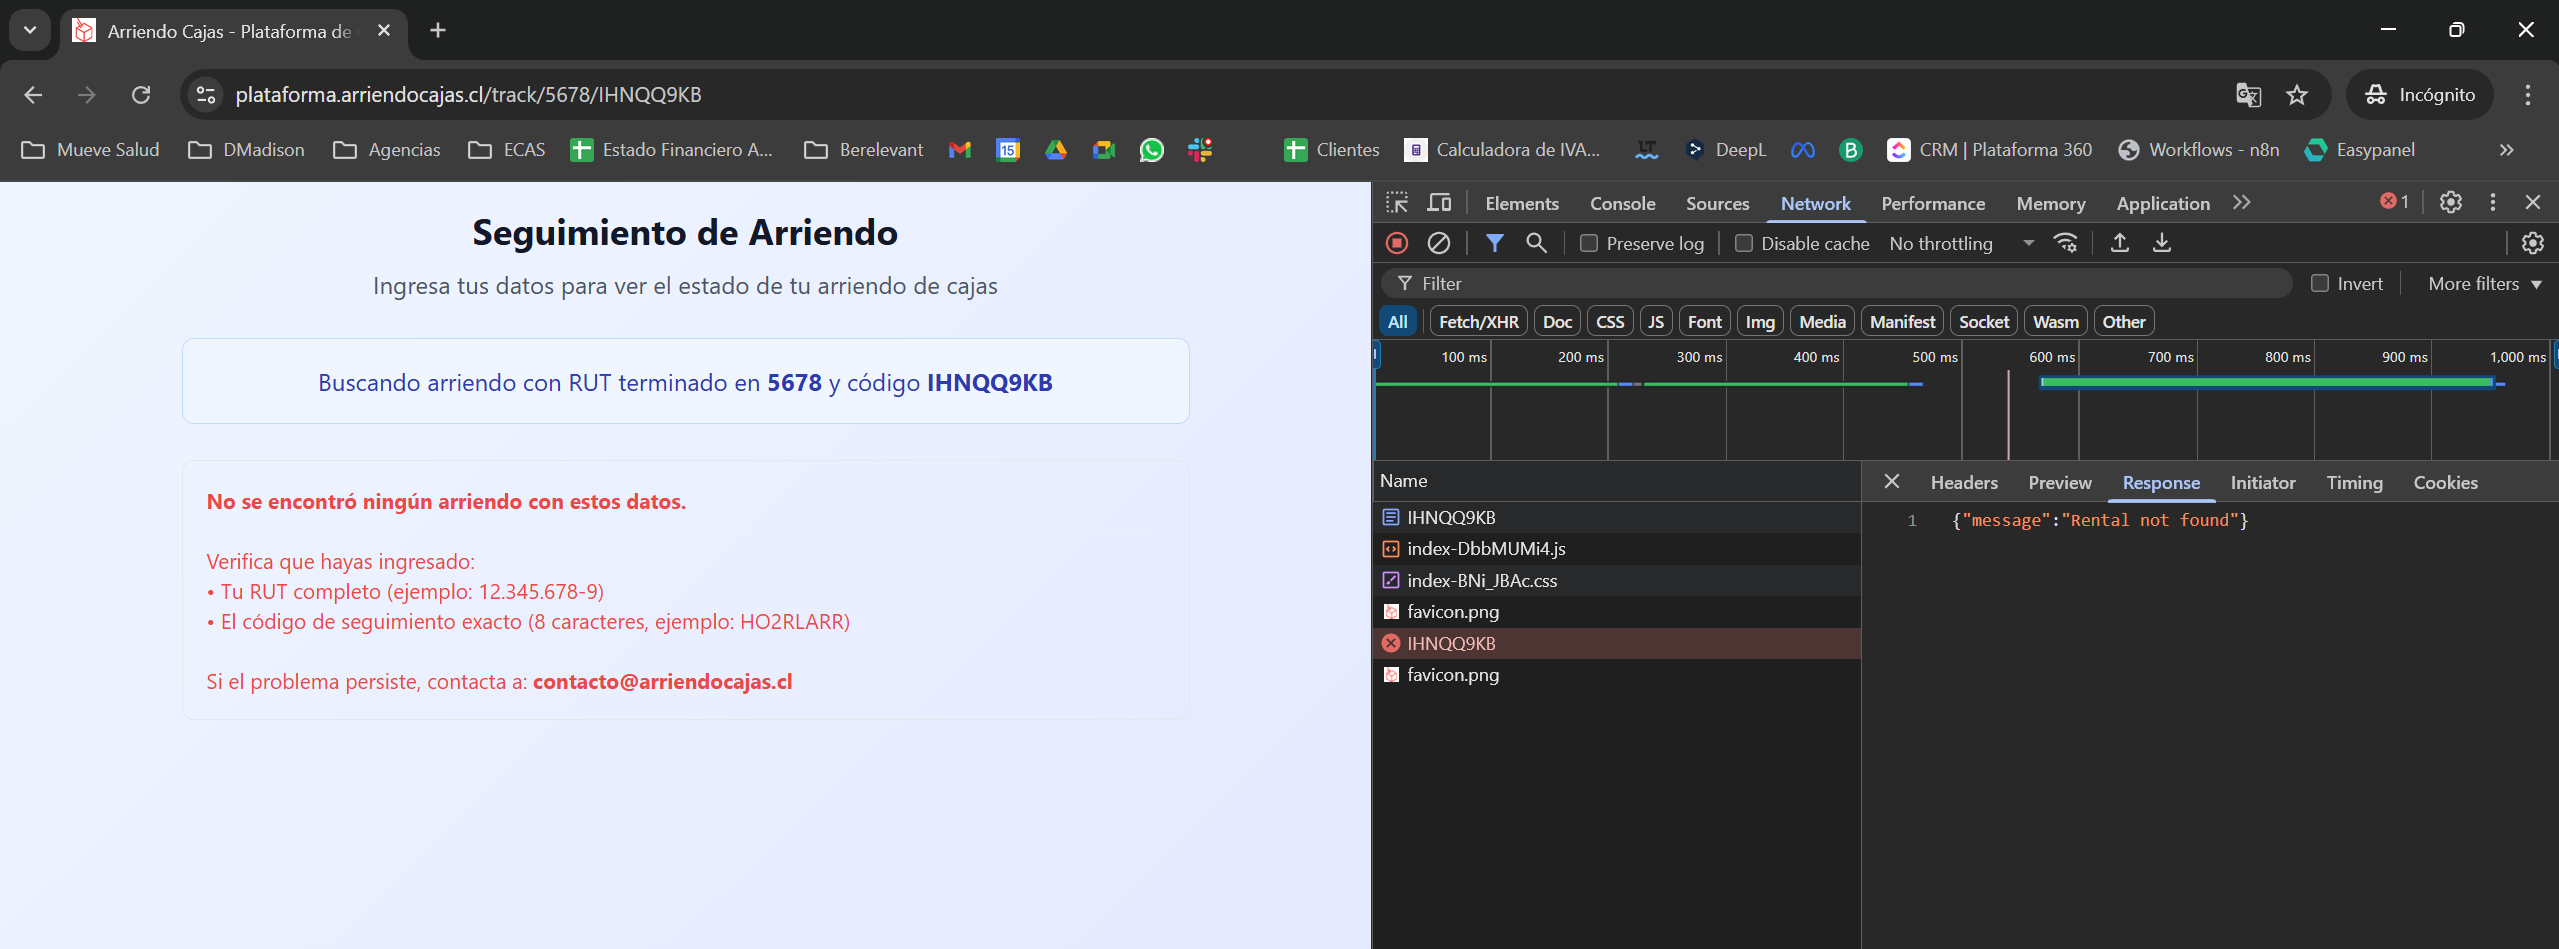 Arriendo Cajas - Plataforma de
plataforma.arriendocajas.cl/track/5678/IHNQQ9KB
Incógnito
Mueve Salud
DMadison
Agencias
ECAS
Estado Financiero A...
Berelevant
15
Clientes
Calculadora de IVA...
LT
DeepL
B
CRM | Plataforma 360
Workflows - n8n
Easypanel
Seguimiento de Arriendo
Ingresa tus datos para ver el estado de tu arriendo de cajas
Buscando arriendo con RUT terminado en 5678 y código IHNQQ9KB
No se encontró ningún arriendo con estos datos.
Verifica que hayas ingresado:
• Tu RUT completo (ejemplo: 12.345.678-9)
• El código de seguimiento exacto (8 caracteres, ejemplo: HO2RLARR)
Si el problema persiste, contacta a: contacto@arriendocajas.cl
Elements Console Sources Network Performance Memory Application 1
Preserve log Disable cache No throttling
Filter Invert More filters
All Fetch/XHR Doc CSS JS Font Img Media Manifest Socket Wasm Other
100 ms 200 ms 300 ms 400 ms 500 ms 600 ms 700 ms 800 ms 900 ms 1,000 ms
Name
IHNQQ9KB
index-DbbMUMi4.js
index-BNi_JBAc.css
favicon.png
IHNQQ9KB
favicon.png
Headers Preview Response Initiator Timing Cookies
1 {"message":"Rental not found"}